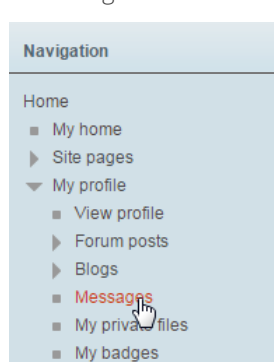 Navigation
Home
My home
Site pages
My profile
View profile
Forum posts
Blogs
Messages
My private files
My badges